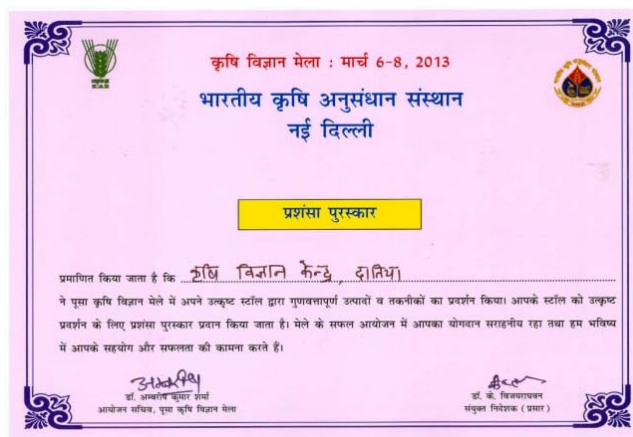 कृषि विज्ञान मेला : मार्च 6-8, 2013
भारतीय कृषि अनुसंधान संस्थान
नई दिल्ली
प्रशंसा पुरस्कार
प्रमाणित किया जाता है कि कृषि विज्ञान केन्द्र, दातिया
ने पूसा कृषि विज्ञान मेले में अपने उत्कृष्ट स्टॉल द्वारा गुणवत्तापूर्ण उत्पादों व तकनीकों का प्रदर्शन किया। आपके स्टॉल को उत्कृष्ट
प्रदर्शन के लिए प्रशंसा पुरस्कार प्रदान किया जाता है। मेले के सफल आयोजन में आपका योगदान सराहनीय रहा तथा हम भविष्य
में आपके सहयोग और सफलता की कामना करते हैं।
डॉ. अम्बरीष कुमार शर्मा
आयोजन सचिव, पूसा कृषि विज्ञान मेला
डॉ. के. विजयराघवन
संयुक्त निदेशक (प्रसार)